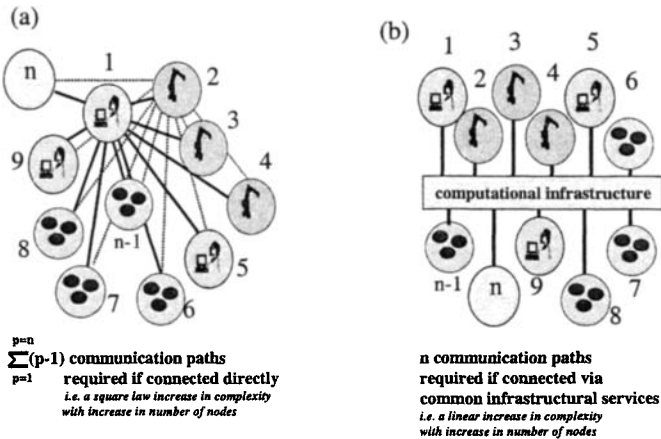 (a)
n
1
2
3
4
5
6
7
8
9
n-1
p=n
∑(p-1) communication paths
p=1
required if connected directly
i.e. a square law increase in complexity
with increase in number of nodes
(b)
1
2
3
4
5
6
computational infrastructure
n-1
n
9
8
7
n communication paths
required if connected via
common infrastructural services
i.e. a linear increase in complexity
with increase in number of nodes